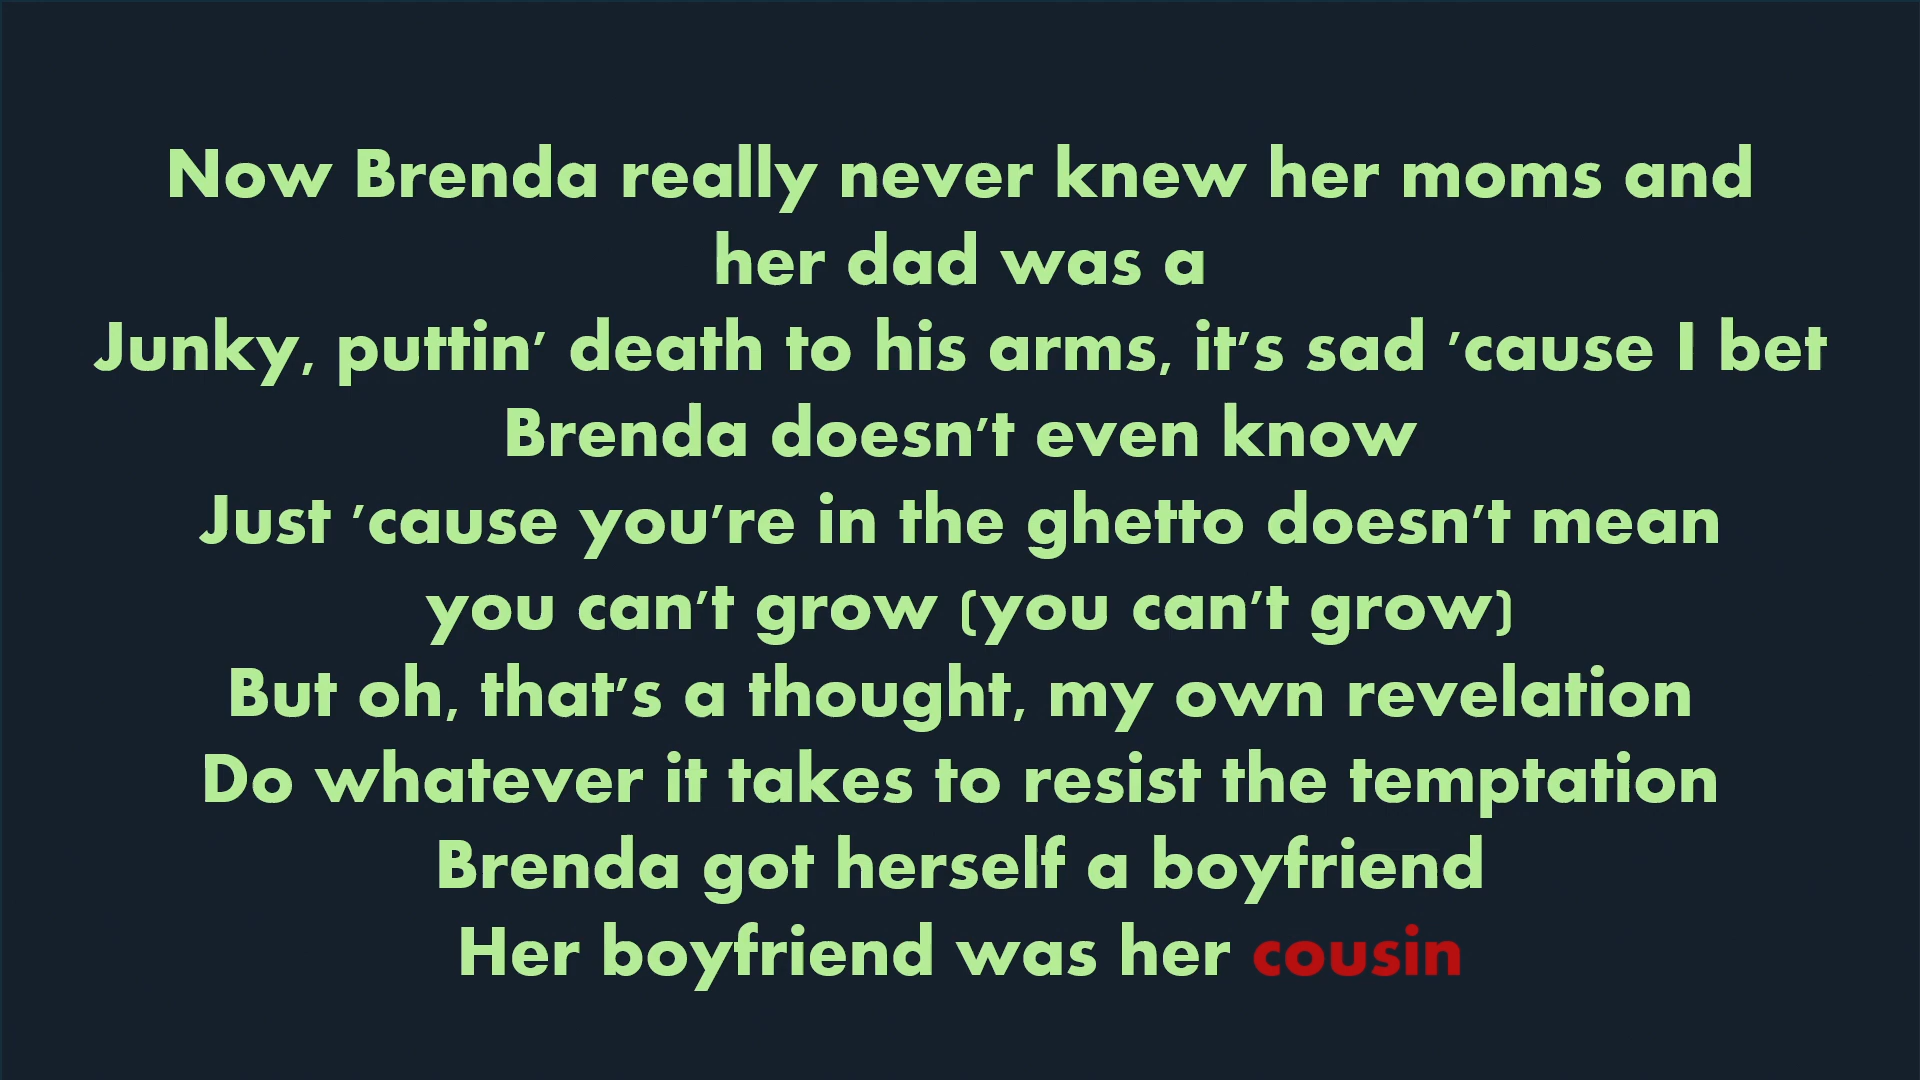 Now Brenda really never knew her moms and
her dad was a
Junky, puttin' death to his arms, it's sad 'cause I bet
Brenda doesn't even know
Just 'cause you're in the ghetto doesn't mean
you can't grow (you can't grow)
But oh, that's a thought, my own revelation
Do whatever it takes to resist the temptation
Brenda got herself a boyfriend
Her boyfriend was her cousin